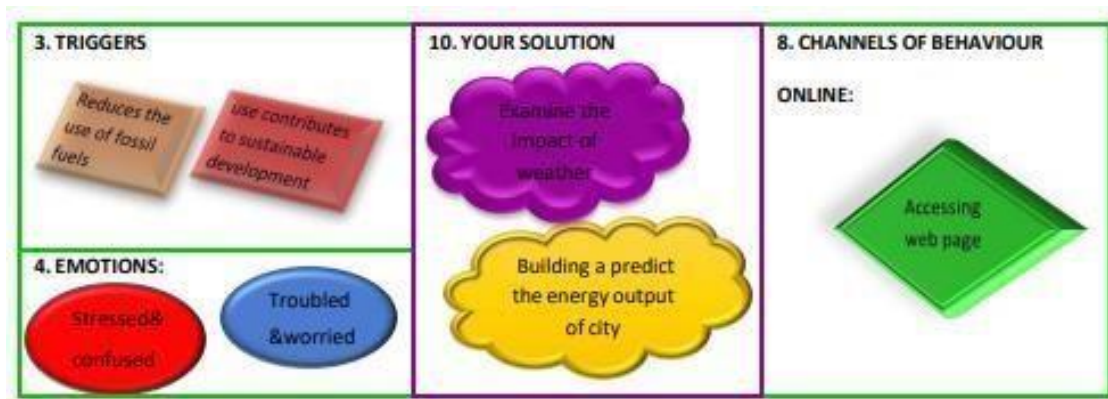 3. TRIGGERS
Reduces the
use of fossil
fuels
use contributes
to sustainable
development
4. EMOTIONS:
Stressed&
confused
Troubled
&worried
10. YOUR SOLUTION
Examine the
Impact of
weather
Building a predict
the energy output
of city
8. CHANNELS OF BEHAVIOUR
ONLINE:
Accessing
web page